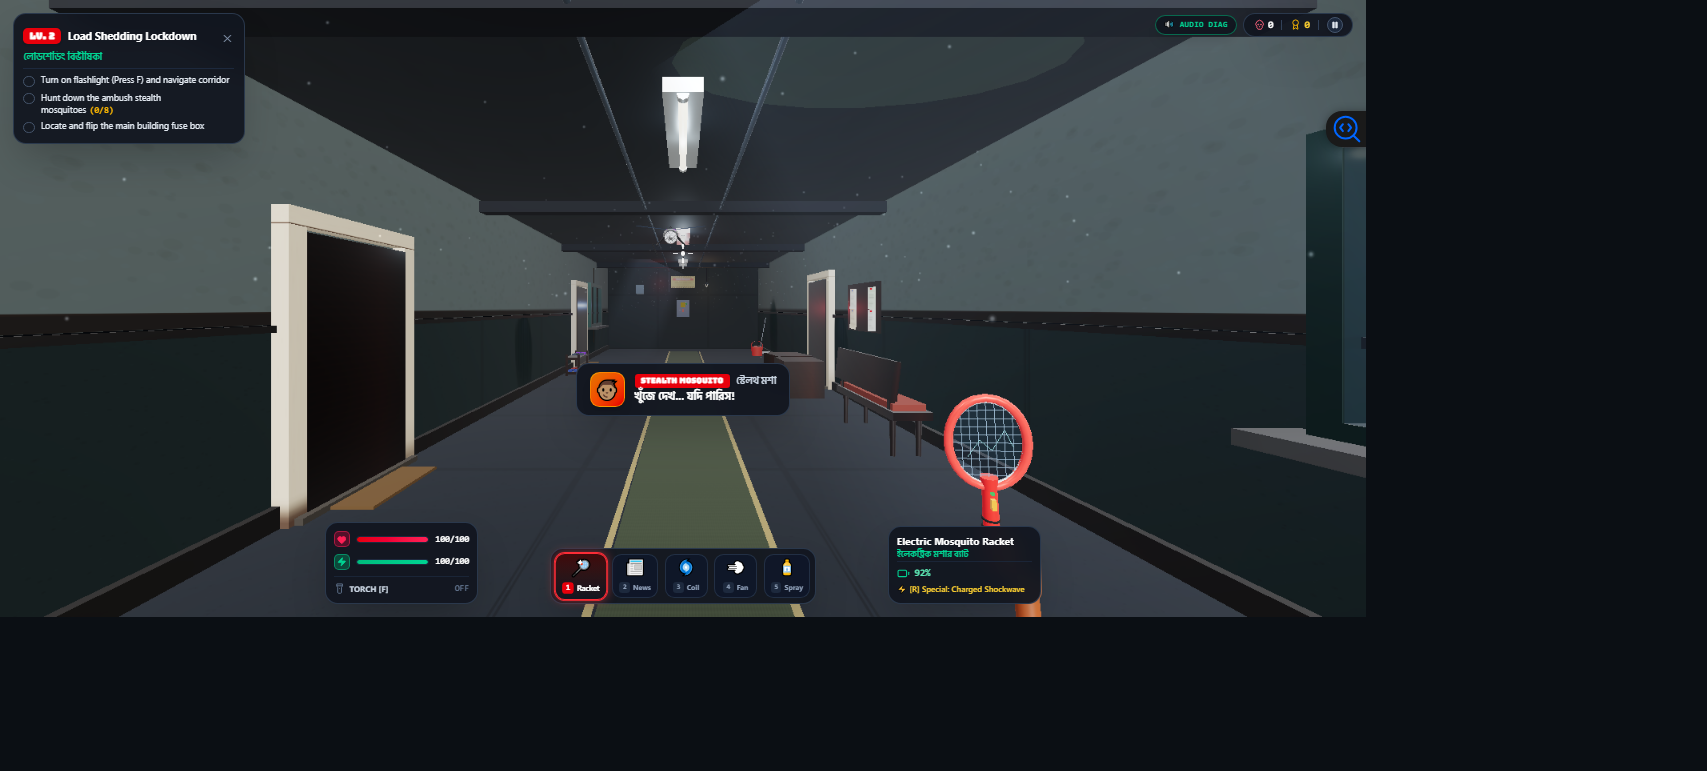 LV. 2 Load Shedding Lockdown
লোডশেডিং বিভীষিকা
Turn on flashlight (Press F) and navigate corridor
Hunt down the ambush stealth
mosquitoes (0/8)
Locate and flip the main building fuse box
AUDIO DIAG
0
0
STEALTH MOSQUITO স্টেলথ মশা
খুঁজে দেখ... যদি পারিস!
100/100
100/100
TORCH [F] OFF
1 Racket
2 News
3 Coil
4 Fan
5 Spray
Electric Mosquito Racket
ইলেকট্রিক মশার ব্যাট
92%
[R] Special: Charged Shockwave